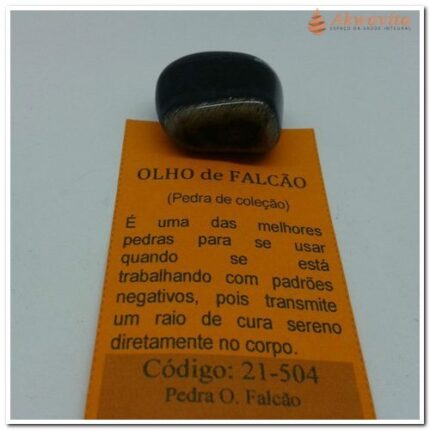 Akwavita
ESPAÇO DA SAÚDE INTEGRAL
OLHO de FALCÃO
(Pedra de coleção)
É uma das melhores
pedras para se usar
quando se está
trabalhando com padrões
negativos, pois transmite
um raio de cura sereno
diretamente no corpo.
Código: 21-504
Pedra O. Falcão